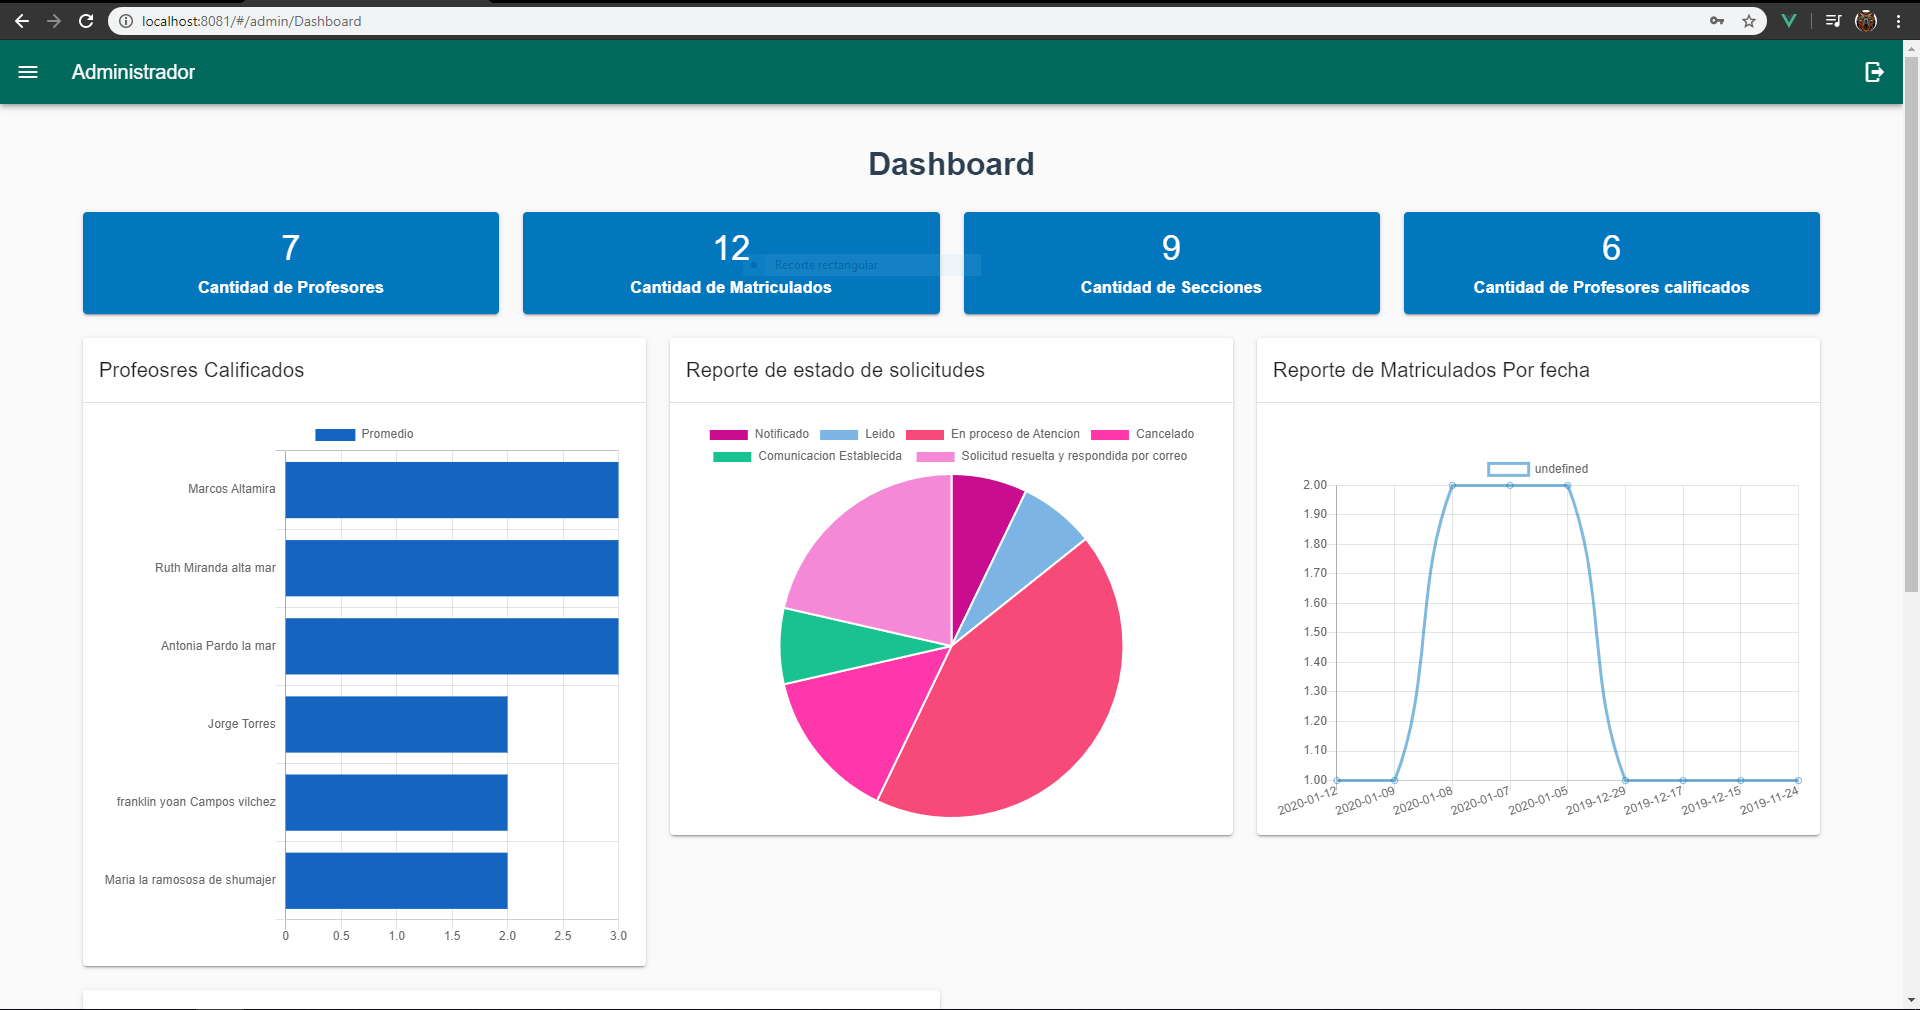 localhost:8081/#/admin/Dashboard
Administrador
Dashboard
7
Cantidad de Profesores
12
Recorte rectangular
Cantidad de Matriculados
9
Cantidad de Secciones
6
Cantidad de Profesores calificados
Profeosres Calificados
Promedio
Marcos Altamira
Ruth Miranda alta mar
Antonia Pardo la mar
Jorge Torres
franklin yoan Campos vilchez
Maria la ramososa de shumajer
0 0.5 1.0 1.5 2.0 2.5 3.0
Reporte de estado de solicitudes
Notificado Leido En proceso de Atencion Cancelado
Comunicacion Establecida Solicitud resuelta y respondida por correo
Reporte de Matriculados Por fecha
undefined
2.00
1.90
1.80
1.70
1.60
1.50
1.40
1.30
1.20
1.10
1.00
2020-01-12 2020-01-09 2020-01-08 2020-01-07 2020-01-05 2019-12-29 2019-12-17 2019-12-15 2019-11-24